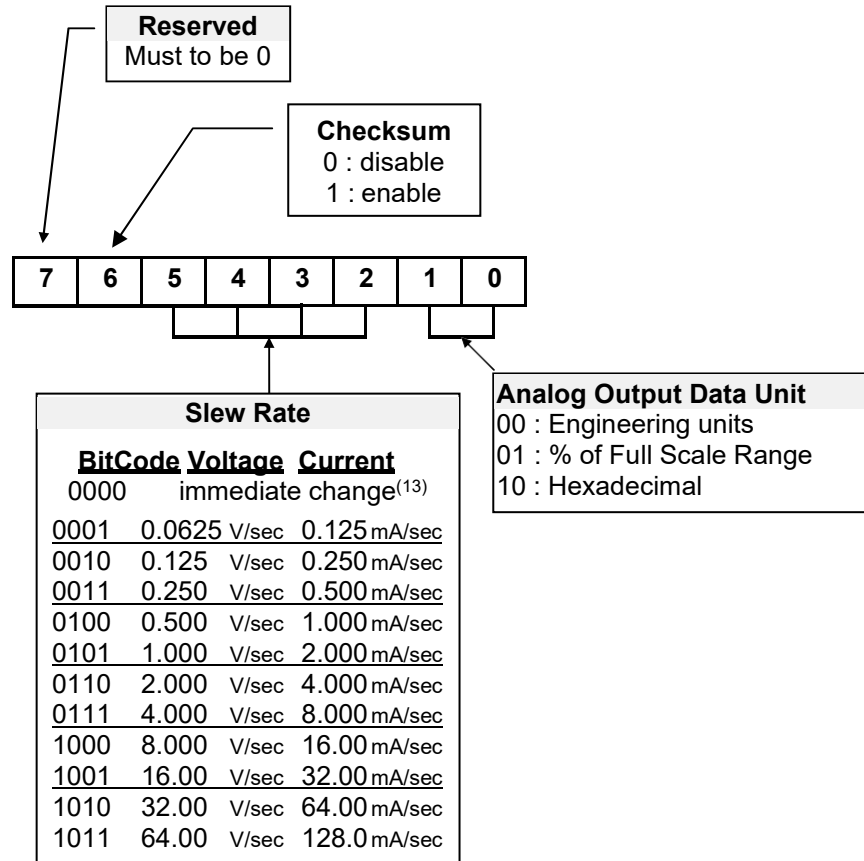 Reserved
Must to be 0
Checksum
0 : disable
1 : enable
7 6 5 4 3 2 1 0
Slew Rate
BitCode Voltage Current
0000 immediate change(13)
0001 0.0625 V/sec 0.125 mA/sec
0010 0.125 V/sec 0.250 mA/sec
0011 0.250 V/sec 0.500 mA/sec
0100 0.500 V/sec 1.000 mA/sec
0101 1.000 V/sec 2.000 mA/sec
0110 2.000 V/sec 4.000 mA/sec
0111 4.000 V/sec 8.000 mA/sec
1000 8.000 V/sec 16.00 mA/sec
1001 16.00 V/sec 32.00 mA/sec
1010 32.00 V/sec 64.00 mA/sec
1011 64.00 V/sec 128.0 mA/sec
Analog Output Data Unit
00 : Engineering units
01 : % of Full Scale Range
10 : Hexadecimal